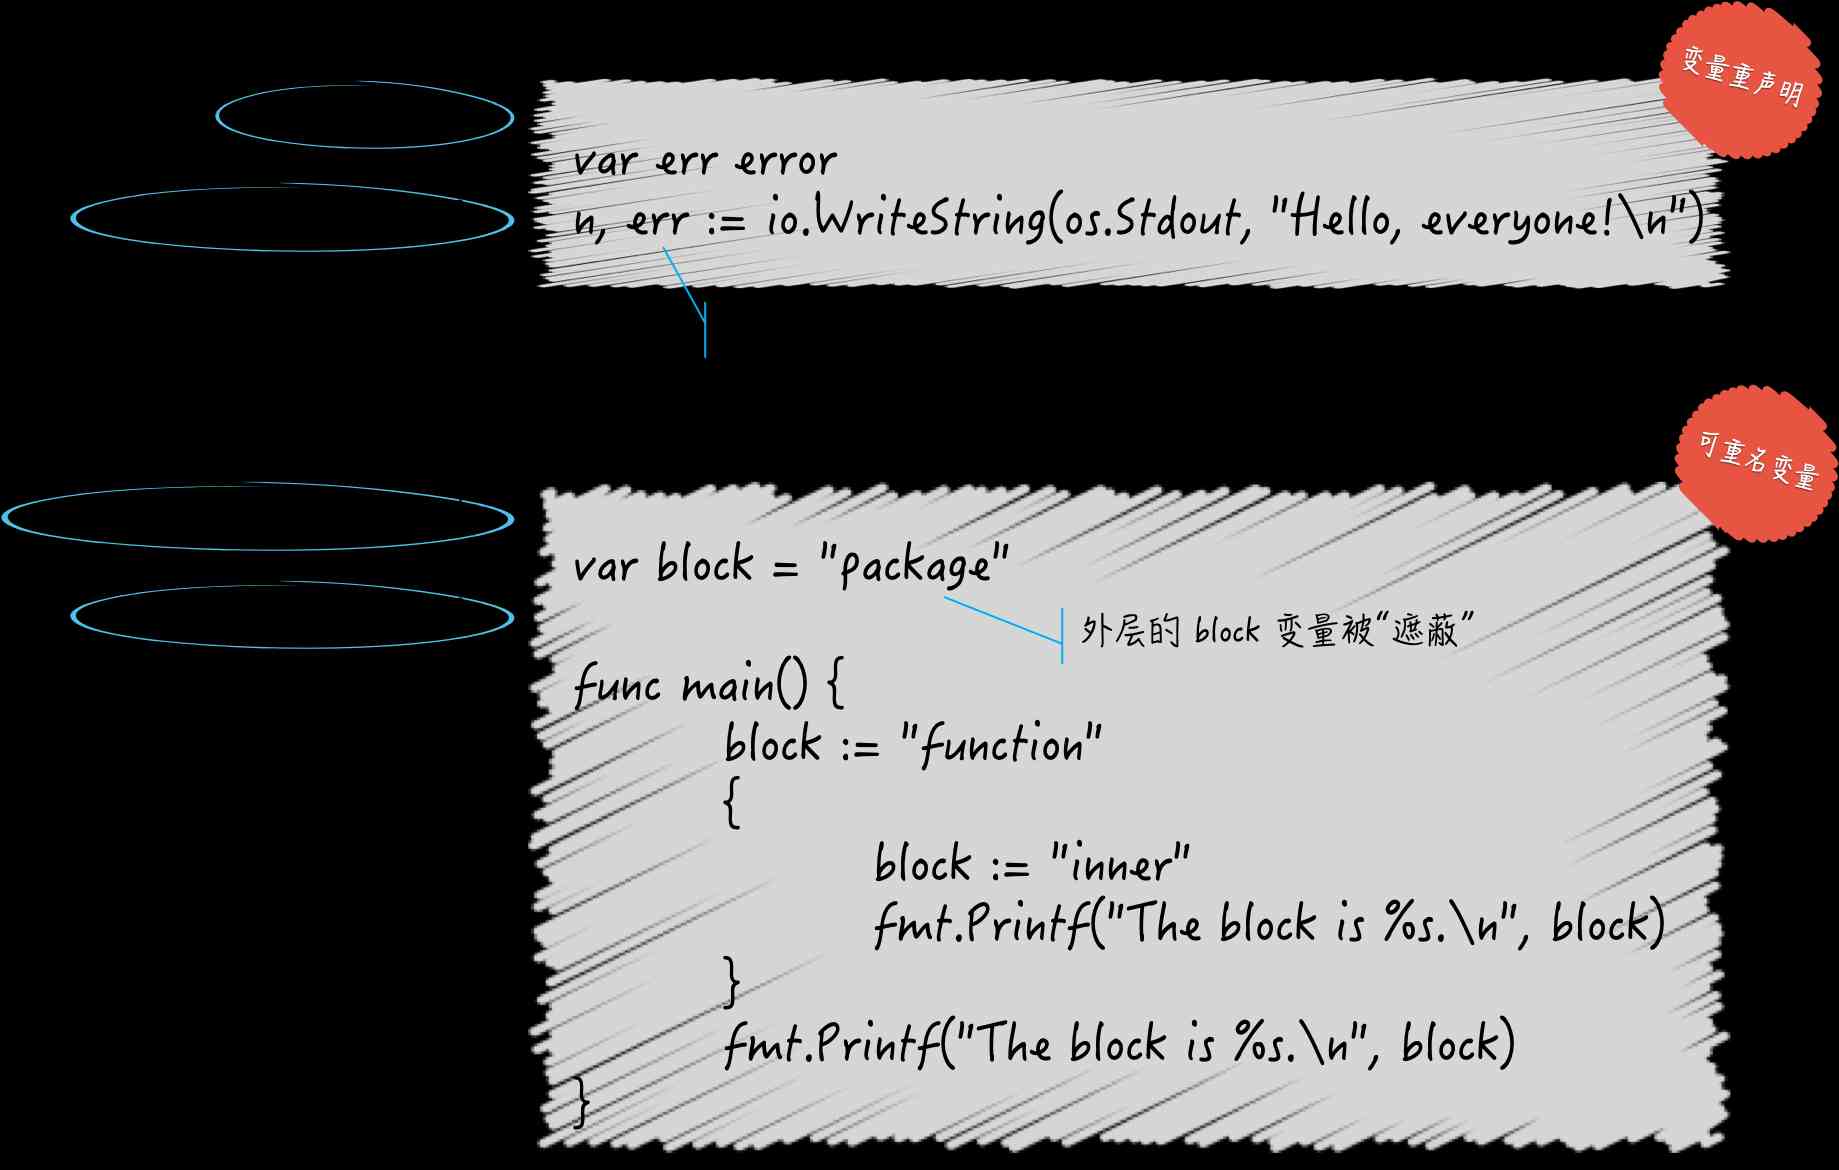 变量重声明
var err error
n, err := io.WriteString(os.Stdout, "Hello, everyone!\n")
可重名变量
var block = "package"
外层的 block 变量被“遮蔽”
func main() {
block := "function"
{
block := "inner"
fmt.Printf("The block is %s.\n", block)
}
fmt.Printf("The block is %s.\n", block)
}